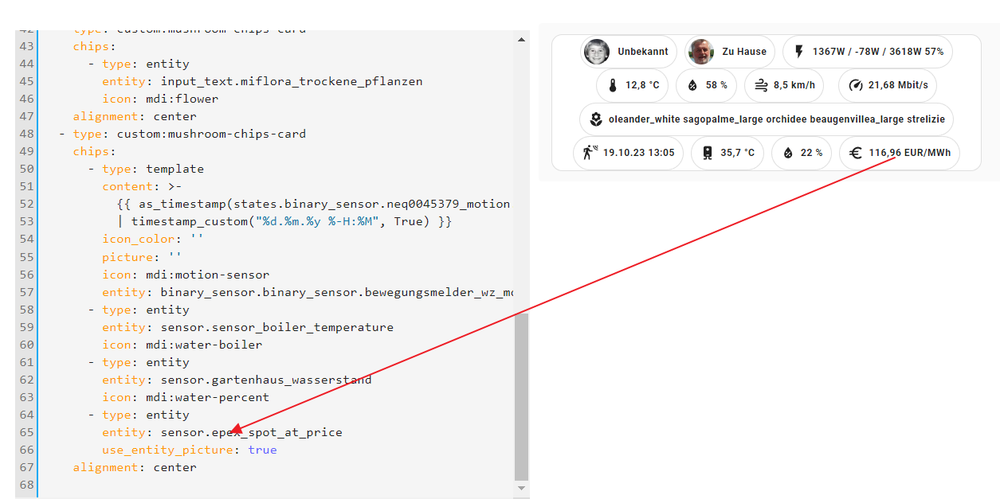 type: custom:mushroom-chips-card
43 chips:
44 - type: entity
45 entity: input_text.miflora_trockene_pflanzen
46 icon: mdi:flower
47 alignment: center
48 - type: custom:mushroom-chips-card
49 chips:
50 - type: template
51 content: >-
52 {{ as_timestamp(states.binary_sensor.neq0045379_motion
53 | timestamp_custom("%d.%m.%y %-H:%M", True) }}
54 icon_color: ''
55 picture: ''
56 icon: mdi:motion-sensor
57 entity: binary_sensor.binary_sensor.bewegungsmelder_wz_mo
58 - type: entity
59 entity: sensor.sensor_boiler_temperature
60 icon: mdi:water-boiler
61 - type: entity
62 entity: sensor.gartenhaus_wasserstand
63 icon: mdi:water-percent
64 - type: entity
65 entity: sensor.epex_spot_at_price
66 use_entity_picture: true
67 alignment: center
68
Unbekannt Zu Hause 1367W / -78W / 3618W 57%
12,8 °C 58 % 8,5 km/h 21,68 Mbit/s
oleander_white sagopalme_large orchidee beaugenvillea_large strelizie
19.10.23 13:05 35,7 °C 22 % 116,96 EUR/MWh